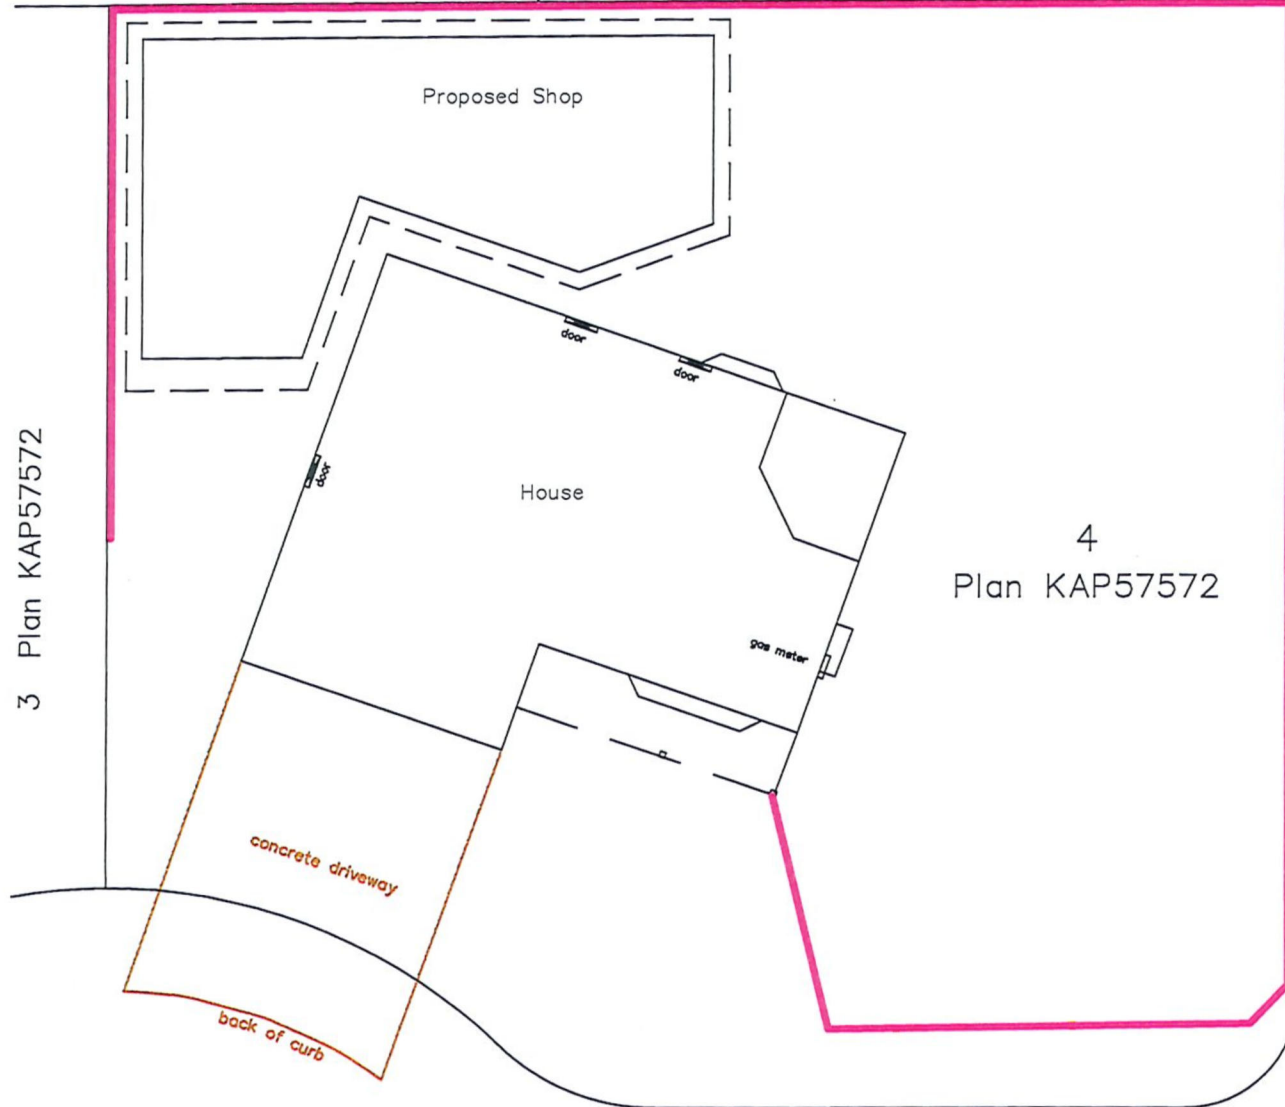 Proposed Shop
door
door
door
House
3 Plan KAP57572
4
Plan KAP57572
gas meter
concrete driveway
back of curb